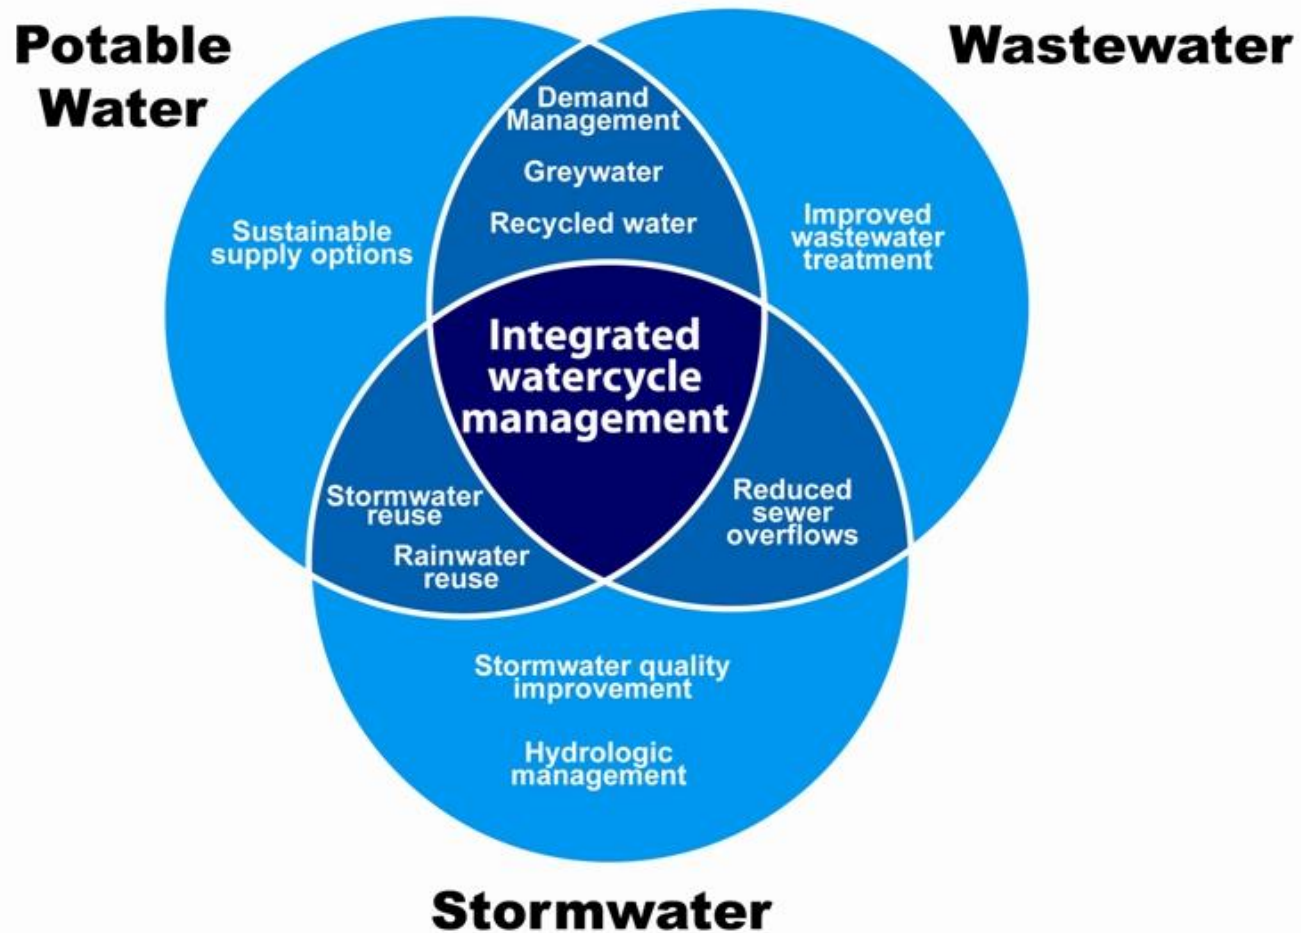 Potable
Water
Wastewater
Demand
Management
Greywater
Recycled water
Sustainable
supply options
Improved
wastewater
treatment
Integrated
watercycle
management
Stormwater
reuse
Rainwater
reuse
Reduced
sewer
overflows
Stormwater quality
improvement
Hydrologic
management
Stormwater